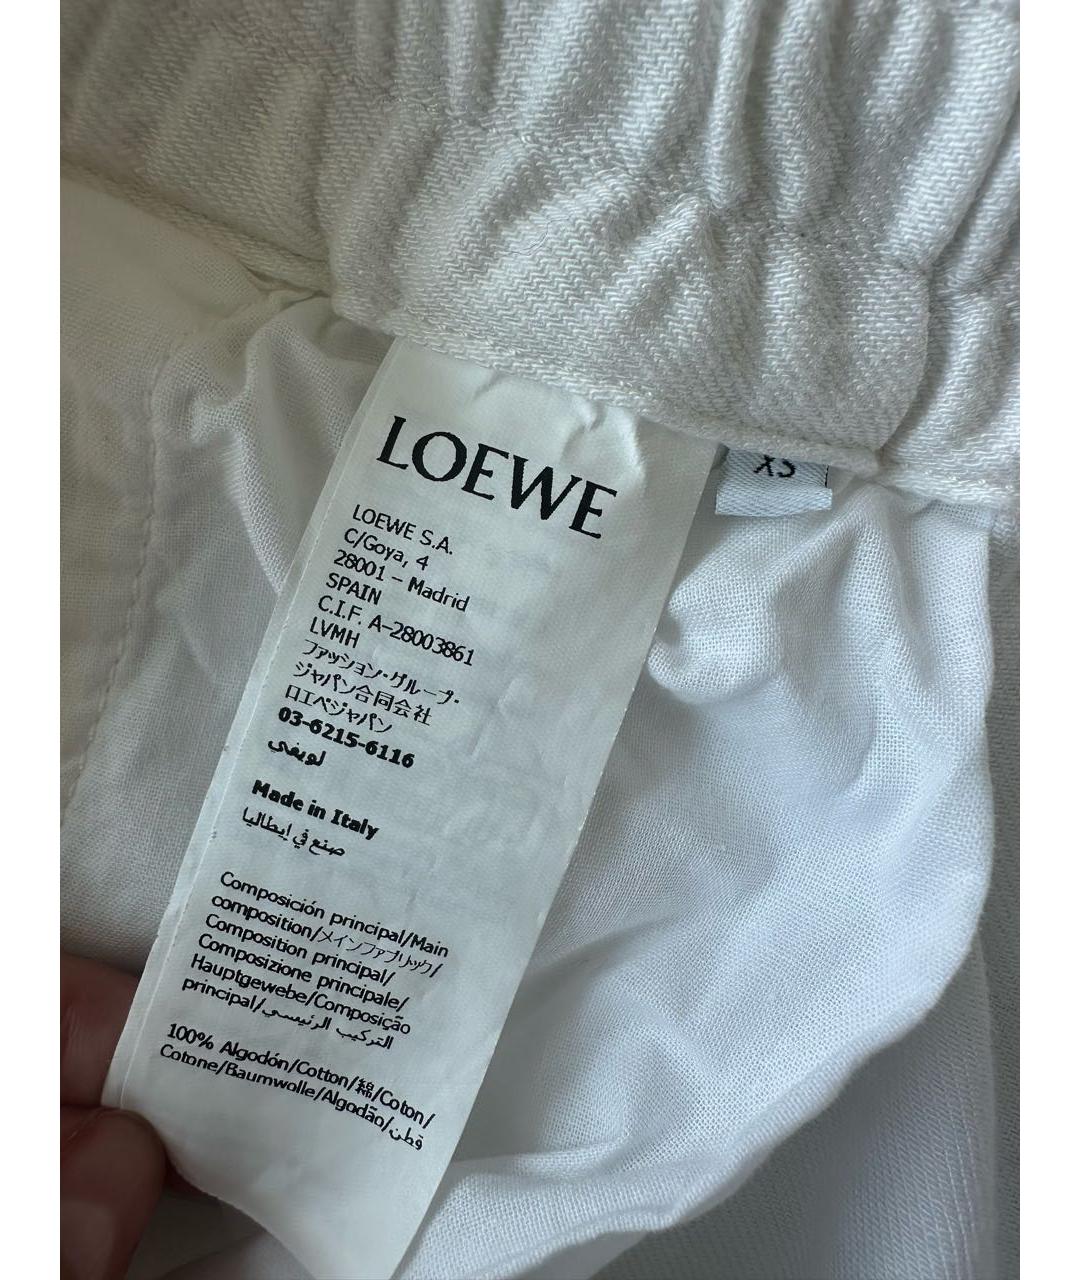 LOEWE
XS
LOEWE S.A.
C/Goya, 4
28001 - Madrid
SPAIN
C.I.F. A-28003861
LVMH
ファッション・グループ・
ジャパン合同会社
ロエベジャパン
03-6215-6116
لويفي
Made in Italy
صنع في إيطاليا
Composición principal/Main
composition/メインファブリック/
Composition principal/
Composizione principale/
Hauptgewebe/Composição
principal/التركيب الرئيسي
100% Algodón/Cotton/綿/Coton/
Cotone/Baumwolle/Algodão/قطن